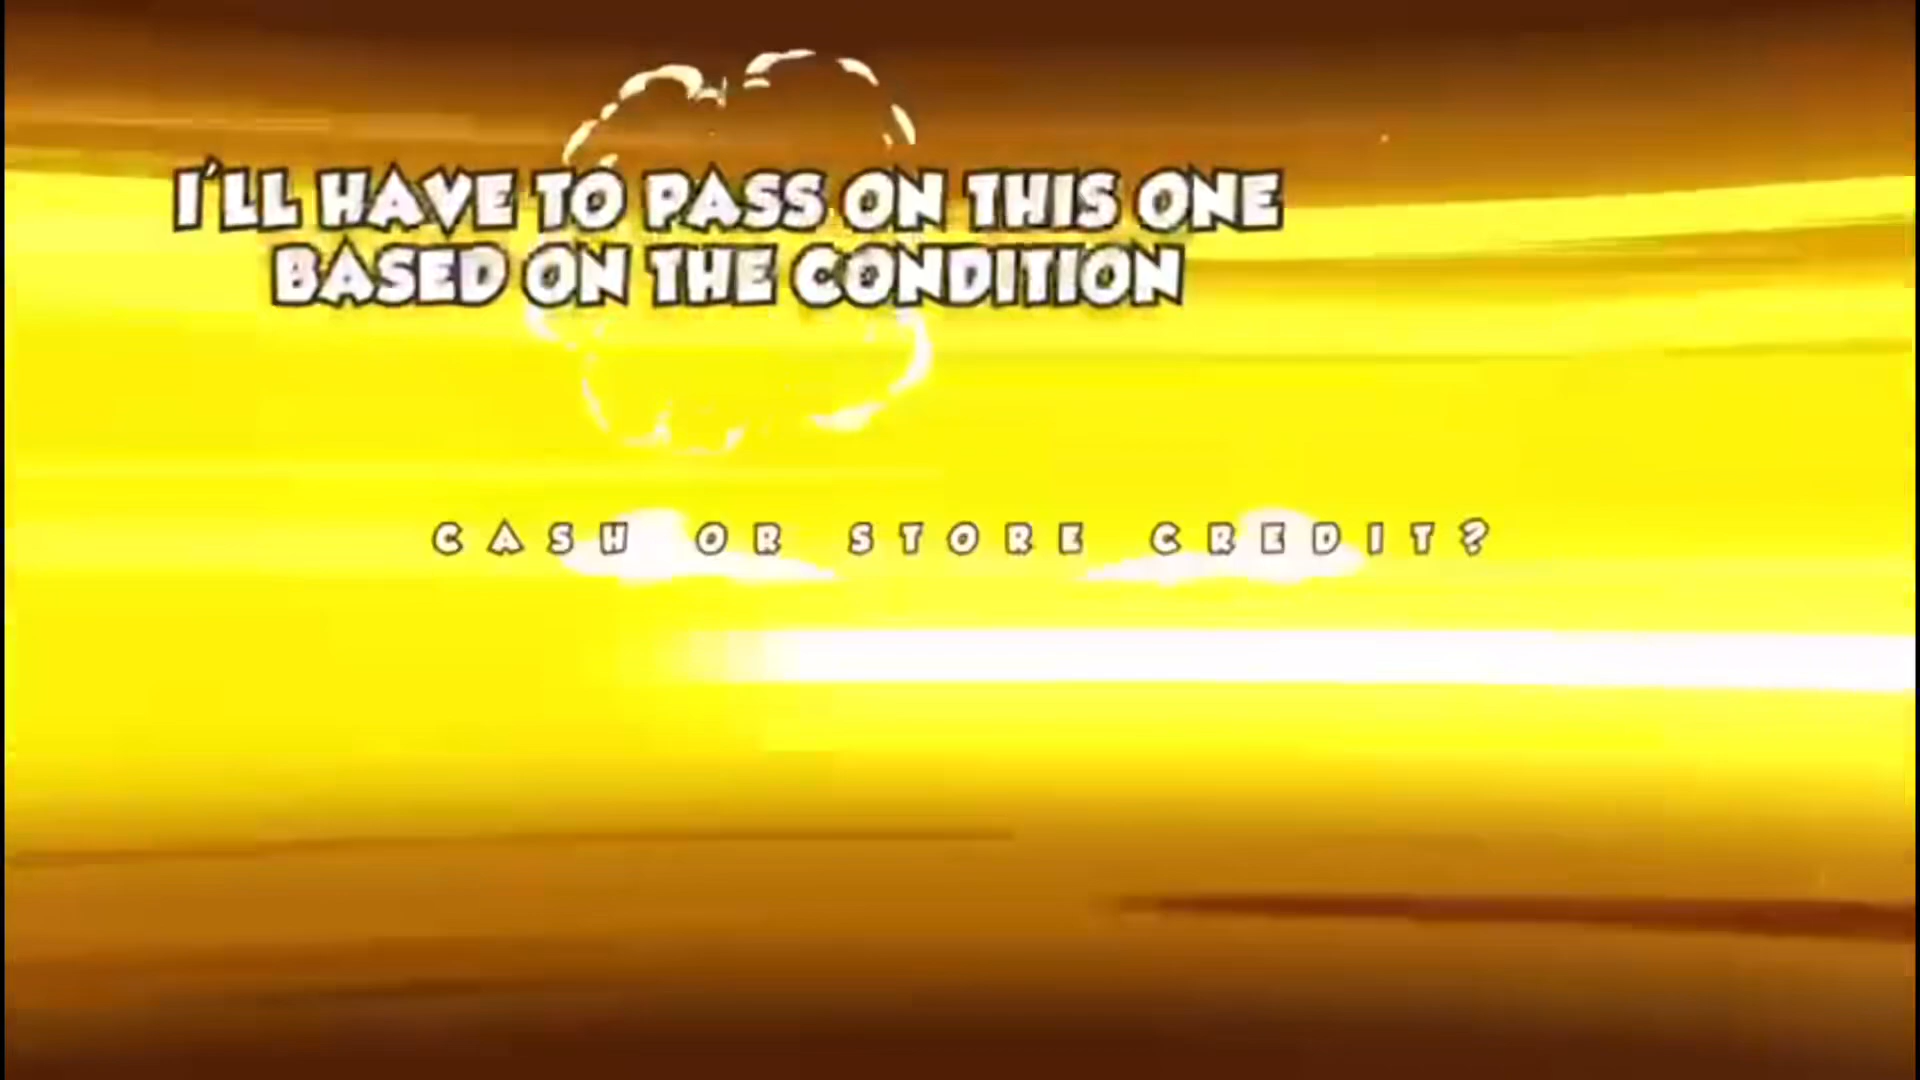 I'LL HAVE TO PASS ON THIS ONE
BASED ON THE CONDITION
CASH OR STORE CREDIT?